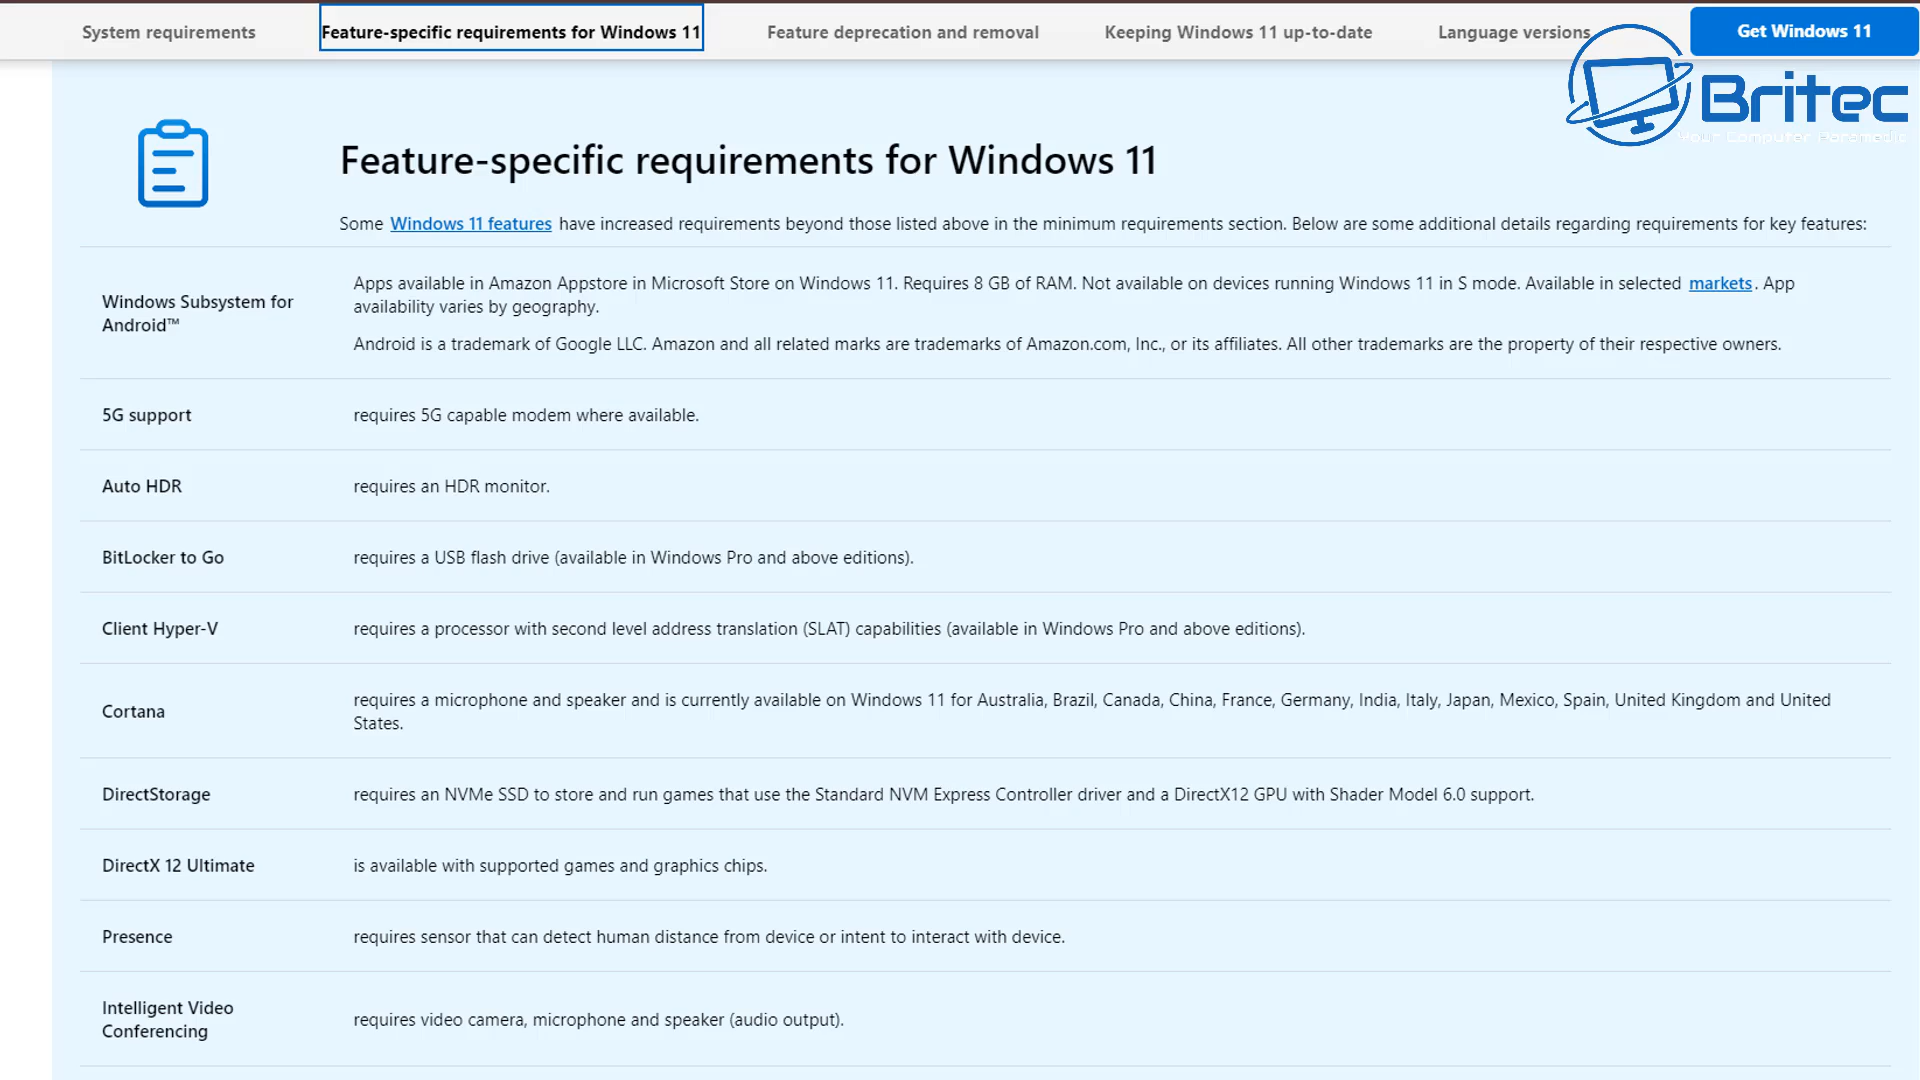 System requirements
Feature-specific requirements for Windows 11
Feature deprecation and removal
Keeping Windows 11 up-to-date
Language versions
Get Windows 11
Britec
Your Computer Paramedic
Feature-specific requirements for Windows 11
Some Windows 11 features have increased requirements beyond those listed above in the minimum requirements section. Below are some additional details regarding requirements for key features:
Windows Subsystem for
Android™
Apps available in Amazon Appstore in Microsoft Store on Windows 11. Requires 8 GB of RAM. Not available on devices running Windows 11 in S mode. Available in selected markets. App
availability varies by geography.
Android is a trademark of Google LLC. Amazon and all related marks are trademarks of Amazon.com, Inc., or its affiliates. All other trademarks are the property of their respective owners.
5G support
requires 5G capable modem where available.
Auto HDR
requires an HDR monitor.
BitLocker to Go
requires a USB flash drive (available in Windows Pro and above editions).
Client Hyper-V
requires a processor with second level address translation (SLAT) capabilities (available in Windows Pro and above editions).
Cortana
requires a microphone and speaker and is currently available on Windows 11 for Australia, Brazil, Canada, China, France, Germany, India, Italy, Japan, Mexico, Spain, United Kingdom and United
States.
DirectStorage
requires an NVMe SSD to store and run games that use the Standard NVM Express Controller driver and a DirectX12 GPU with Shader Model 6.0 support.
DirectX 12 Ultimate
is available with supported games and graphics chips.
Presence
requires sensor that can detect human distance from device or intent to interact with device.
Intelligent Video
Conferencing
requires video camera, microphone and speaker (audio output).